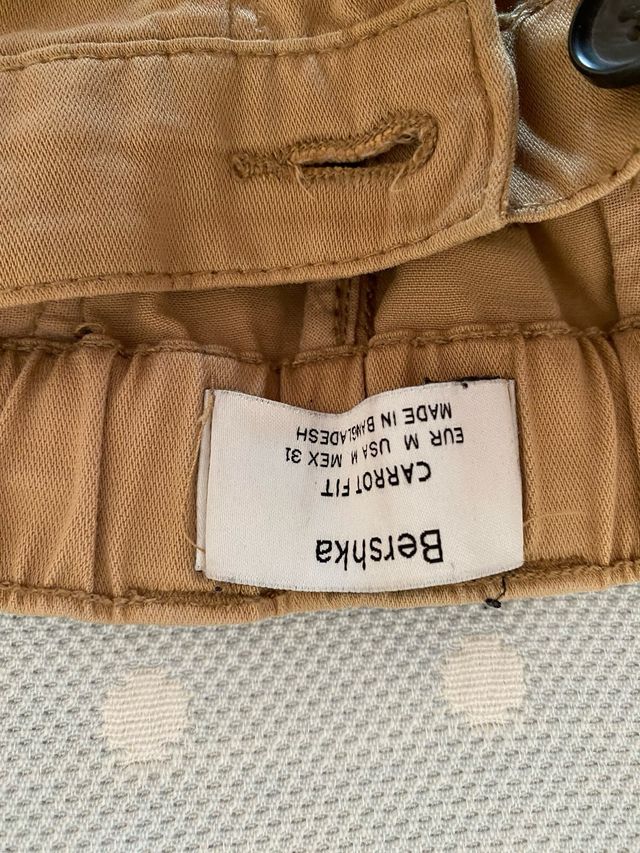 Bershka
CARROT FIT
EUR M USA M MEX 31
MADE IN BANGLADESH